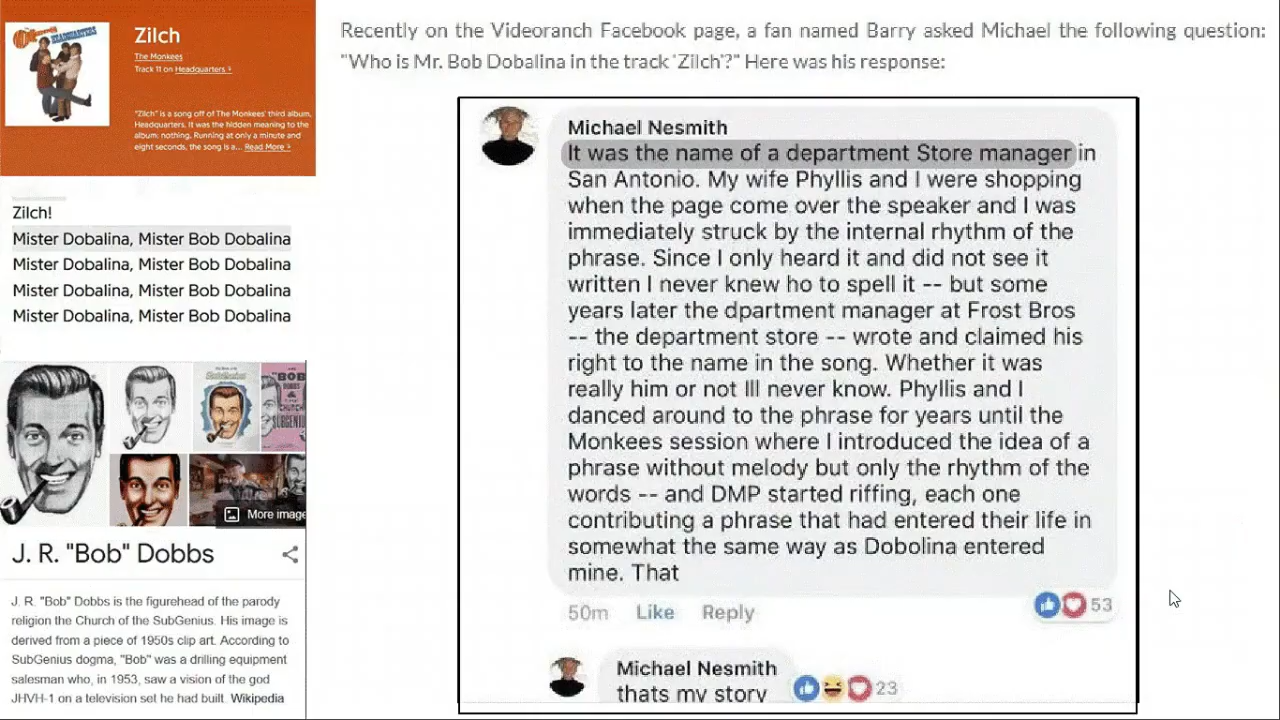 Zilch
The Monkees
Track 11 on Headquarters >
"Zilch" is a song off of The Monkees' third album,
Headquarters. It was the hidden meaning to the
album: nothing. Running at only a minute and
eight seconds, the song is a... Read More >
Zilch!
Mister Dobalina, Mister Bob Dobalina
Mister Dobalina, Mister Bob Dobalina
Mister Dobalina, Mister Bob Dobalina
Mister Dobalina, Mister Bob Dobalina
More image
J. R. "Bob" Dobbs
J. R. "Bob" Dobbs is the figurehead of the parody
religion the Church of the SubGenius. His image is
derived from a piece of 1950s clip art. According to
SubGenius dogma, "Bob" was a drilling equipment
salesman who, in 1953, saw a vision of the god
JHVH-1 on a television set he had built. Wikipedia
Recently on the Videoranch Facebook page, a fan named Barry asked Michael the following question:
"Who is Mr. Bob Dobalina in the track 'Zilch'?" Here was his response:
Michael Nesmith
It was the name of a department Store manager in
San Antonio. My wife Phyllis and I were shopping
when the page come over the speaker and I was
immediately struck by the internal rhythm of the
phrase. Since I only heard it and did not see it
written I never knew ho to spell it -- but some
years later the dpartment manager at Frost Bros
-- the department store -- wrote and claimed his
right to the name in the song. Whether it was
really him or not Ill never know. Phyllis and I
danced around to the phrase for years until the
Monkees session where I introduced the idea of a
phrase without melody but only the rhythm of the
words -- and DMP started riffing, each one
contributing a phrase that had entered their life in
somewhat the same way as Dobolina entered
mine. That
50m Like Reply 53
Michael Nesmith
thats my story 23